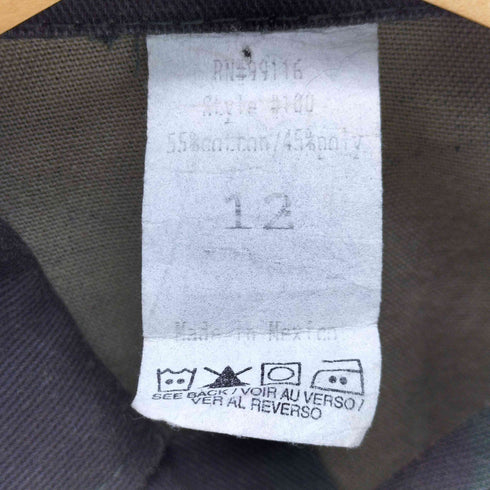 RN#99116
Style #100
55%cotton/45%poly
12
Made in Mexico
SEE BACK / VOIR AU VERSO /
VER AL REVERSO